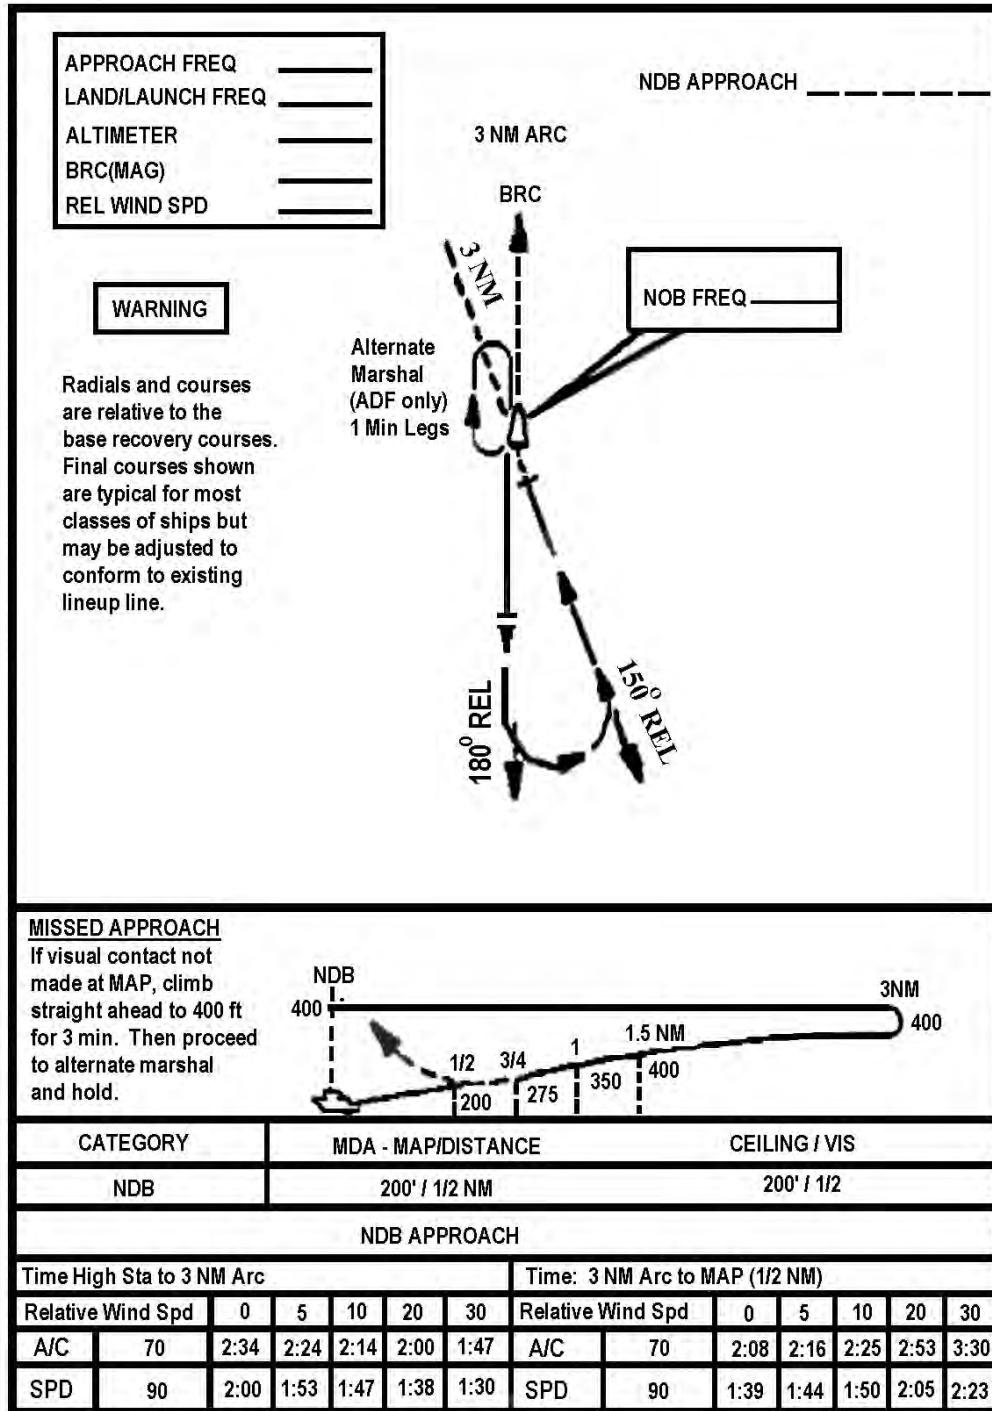 APPROACH FREQ
LAND/LAUNCH FREQ
ALTIMETER
BRC(MAG)
REL WIND SPD
NDB APPROACH
3 NM ARC
BRC
3 NM
NOB FREQ
WARNING
Alternate
Marshal
(ADF only)
1 Min Legs
Radials and courses
are relative to the
base recovery courses.
Final courses shown
are typical for most
classes of ships but
may be adjusted to
conform to existing
lineup line.
180° REL
150° REL
MISSED APPROACH
If visual contact not
made at MAP, climb
straight ahead to 400 ft
for 3 min. Then proceed
to alternate marshal
and hold.
NDB
400
3NM
400
1/2 3/4 1 1.5 NM
200 275 350 400
CATEGORY MDA - MAP/DISTANCE CEILING / VIS
NDB 200' / 1/2 NM 200' / 1/2
NDB APPROACH
Time High Sta to 3 NM Arc Time: 3 NM Arc to MAP (1/2 NM)
Relative Wind Spd 0 5 10 20 30 Relative Wind Spd 0 5 10 20 30
A/C 70 2:34 2:24 2:14 2:00 1:47 A/C 70 2:08 2:16 2:25 2:53 3:30
SPD 90 2:00 1:53 1:47 1:38 1:30 SPD 90 1:39 1:44 1:50 2:05 2:23